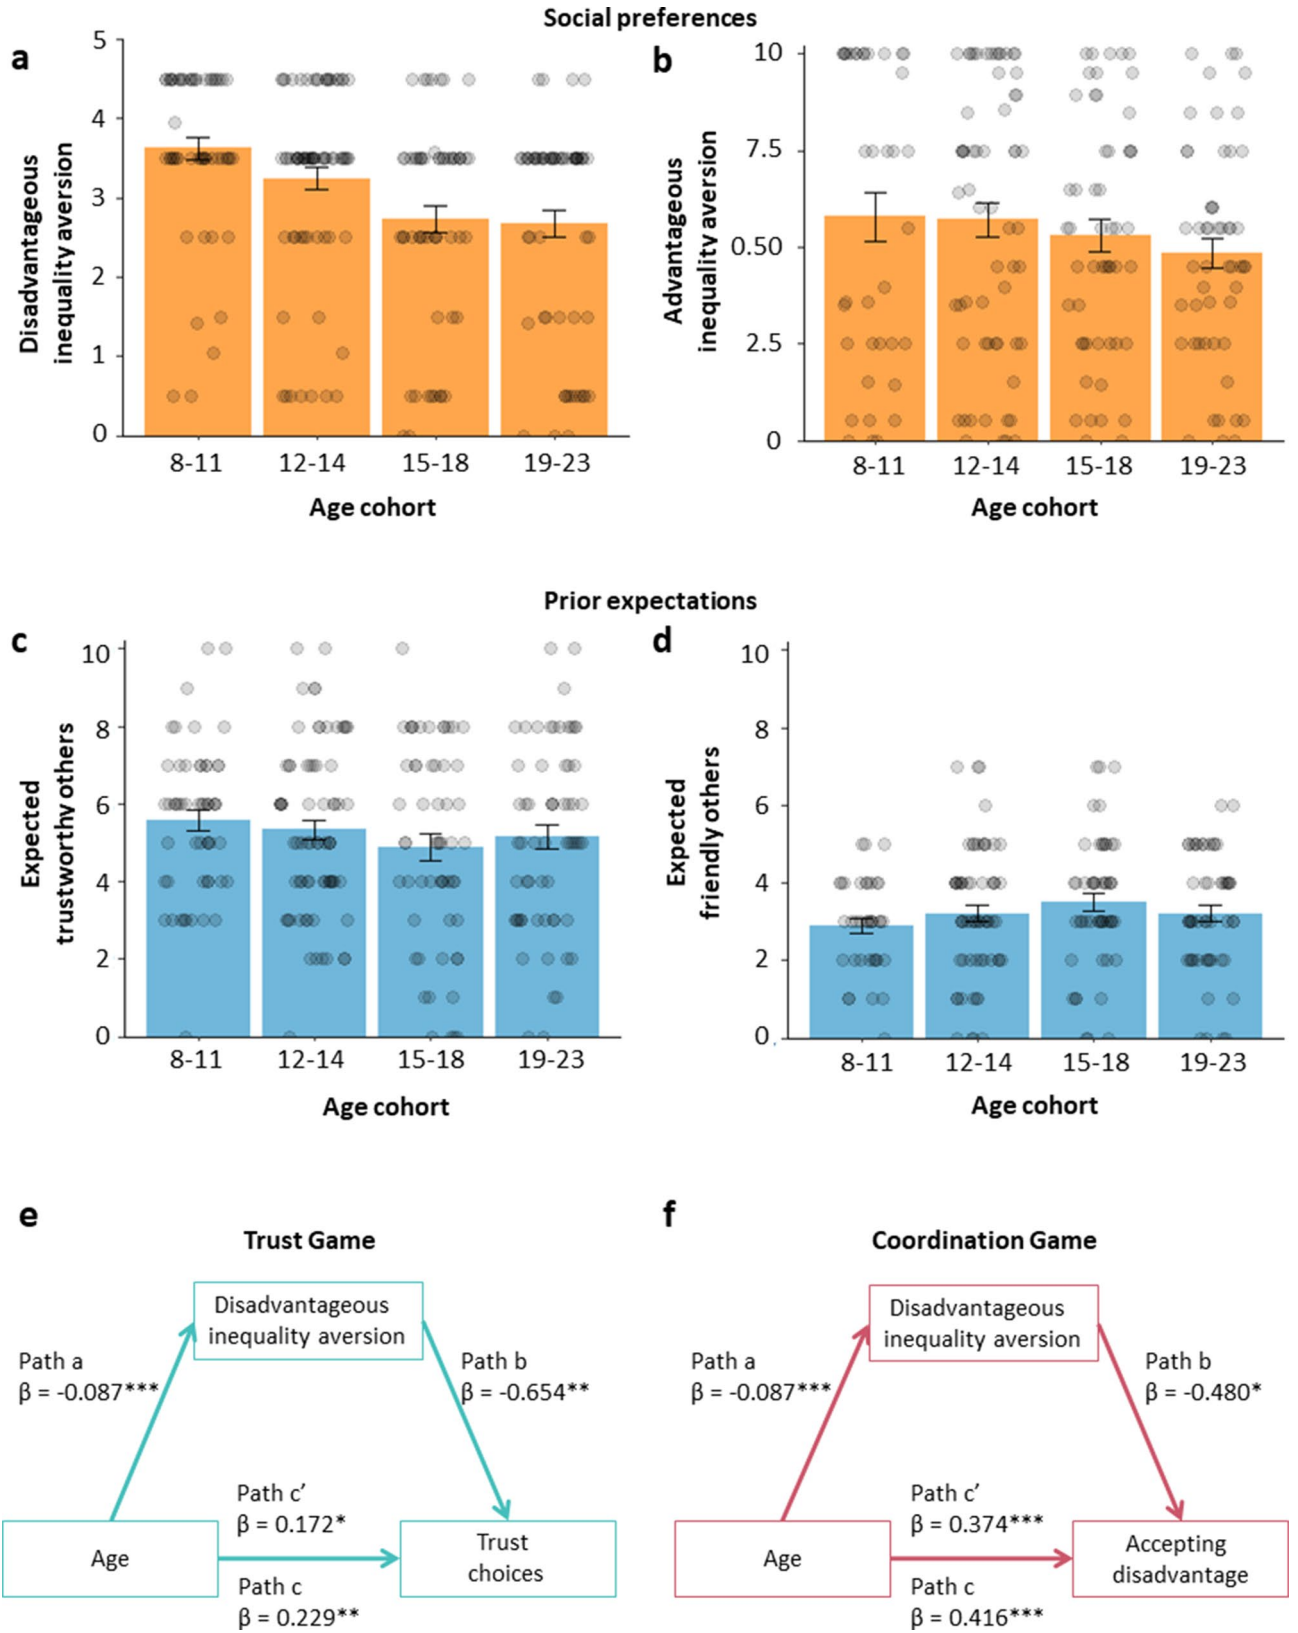 Social preferences
a
5
4
3
2
1
0
Disadvantageous
inequality aversion
8-11
12-14
15-18
19-23
Age cohort
b
10
7.5
0.50
2.5
0
Advantageous
inequality aversion
8-11
12-14
15-18
19-23
Age cohort
Prior expectations
c
10
8
6
4
2
0
Expected
trustworthy others
8-11
12-14
15-18
19-23
Age cohort
d
10
8
6
4
2
0
Expected
friendly others
8-11
12-14
15-18
19-23
Age cohort
e
Trust Game
Disadvantageous
inequality aversion
Path a
β = -0.087***
Path b
β = -0.654**
Path c’
β = 0.172*
Age
Trust
choices
Path c
β = 0.229**
f
Coordination Game
Disadvantageous
inequality aversion
Path a
β = -0.087***
Path b
β = -0.480*
Path c’
β = 0.374***
Age
Accepting
disadvantage
Path c
β = 0.416***